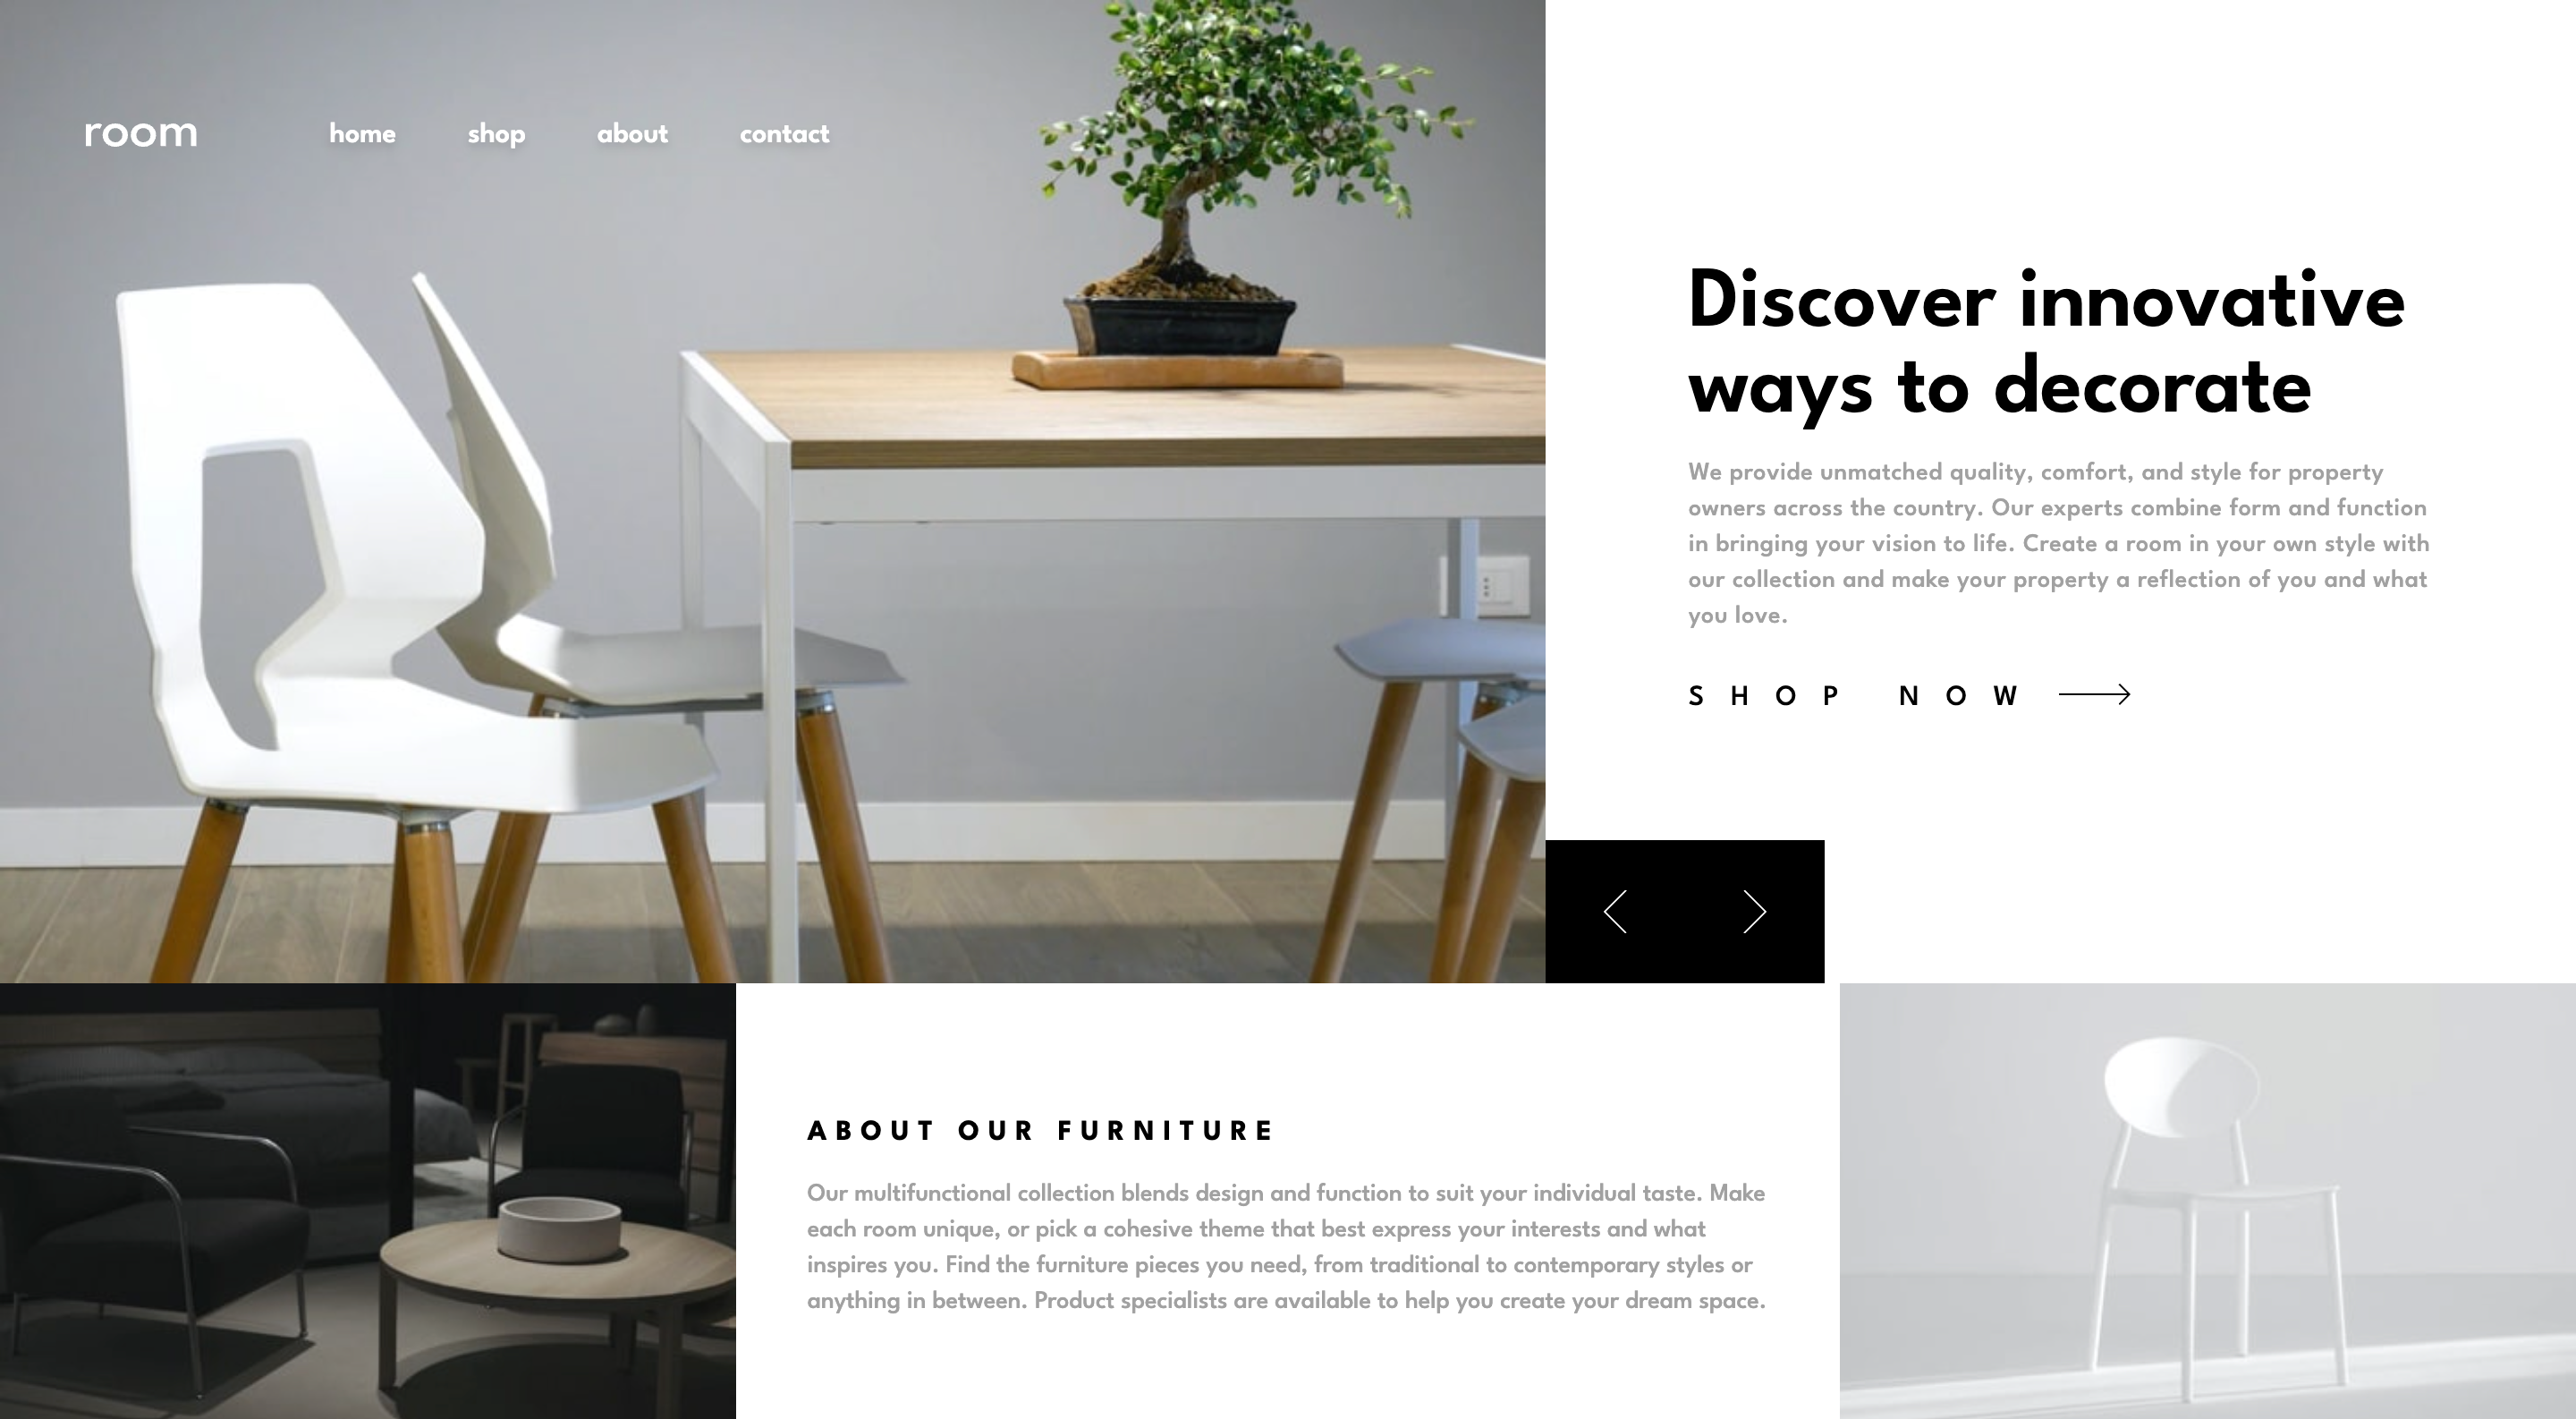 room
home shop about contact
Discover innovative
ways to decorate
We provide unmatched quality, comfort, and style for property
owners across the country. Our experts combine form and function
in bringing your vision to life. Create a room in your own style with
our collection and make your property a reflection of you and what
you love.
SHOP NOW
ABOUT OUR FURNITURE
Our multifunctional collection blends design and function to suit your individual taste. Make
each room unique, or pick a cohesive theme that best express your interests and what
inspires you. Find the furniture pieces you need, from traditional to contemporary styles or
anything in between. Product specialists are available to help you create your dream space.